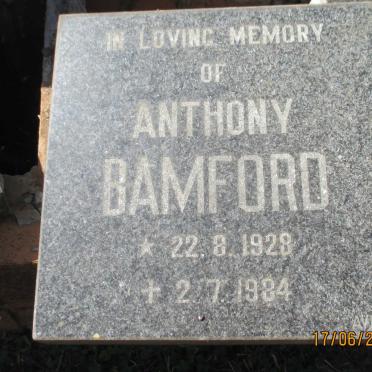 IN LOVING MEMORY
OF
ANTHONY
BAMFORD
★ 22.8.1928
✝ 2.7.1984
17/06/2